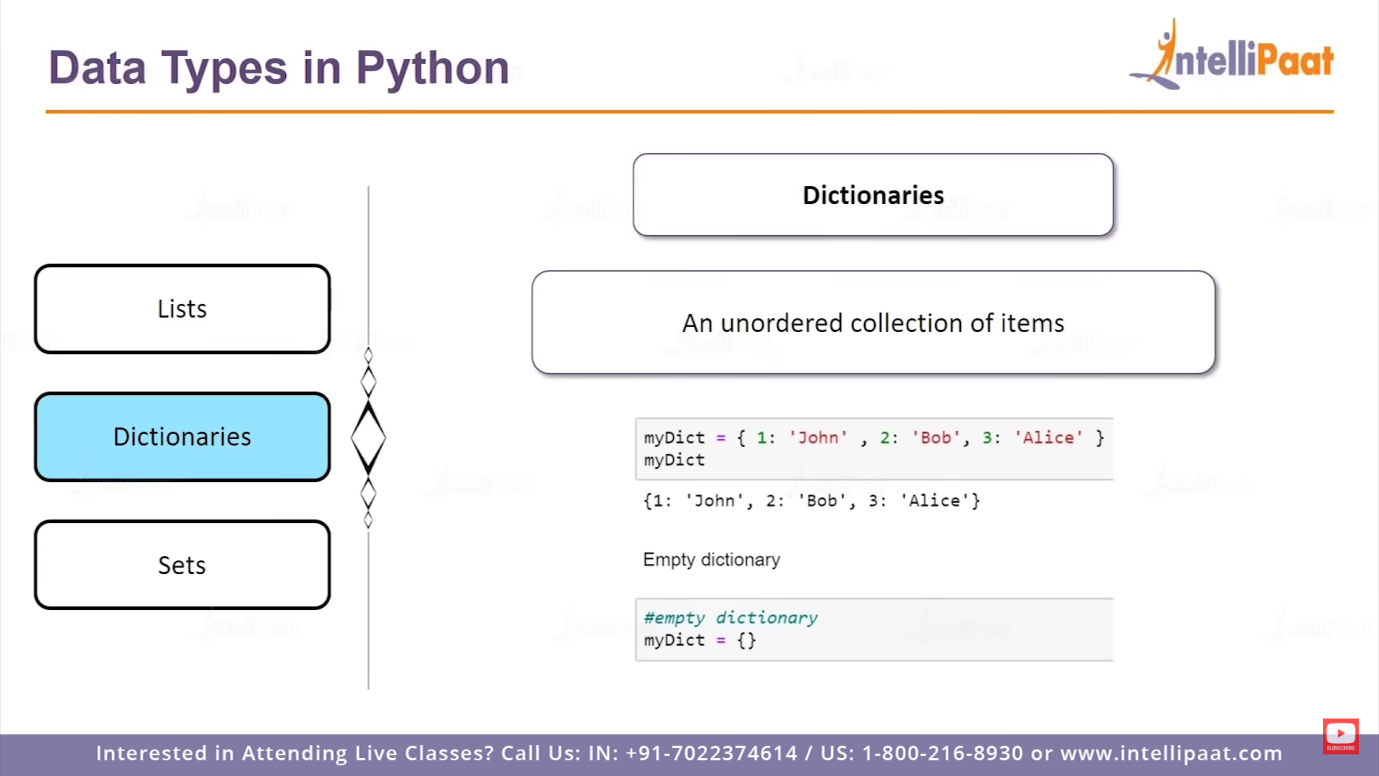 Data Types in Python
IntelliPaat
Lists
Dictionaries
Sets
Dictionaries
An unordered collection of items
myDict = { 1: 'John' , 2: 'Bob', 3: 'Alice' }
myDict
{1: 'John', 2: 'Bob', 3: 'Alice'}
Empty dictionary
#empty dictionary
myDict = {}
SUBSCRIBE
Interested in Attending Live Classes? Call Us: IN: +91-7022374614 / US: 1-800-216-8930 or www.intellipaat.com